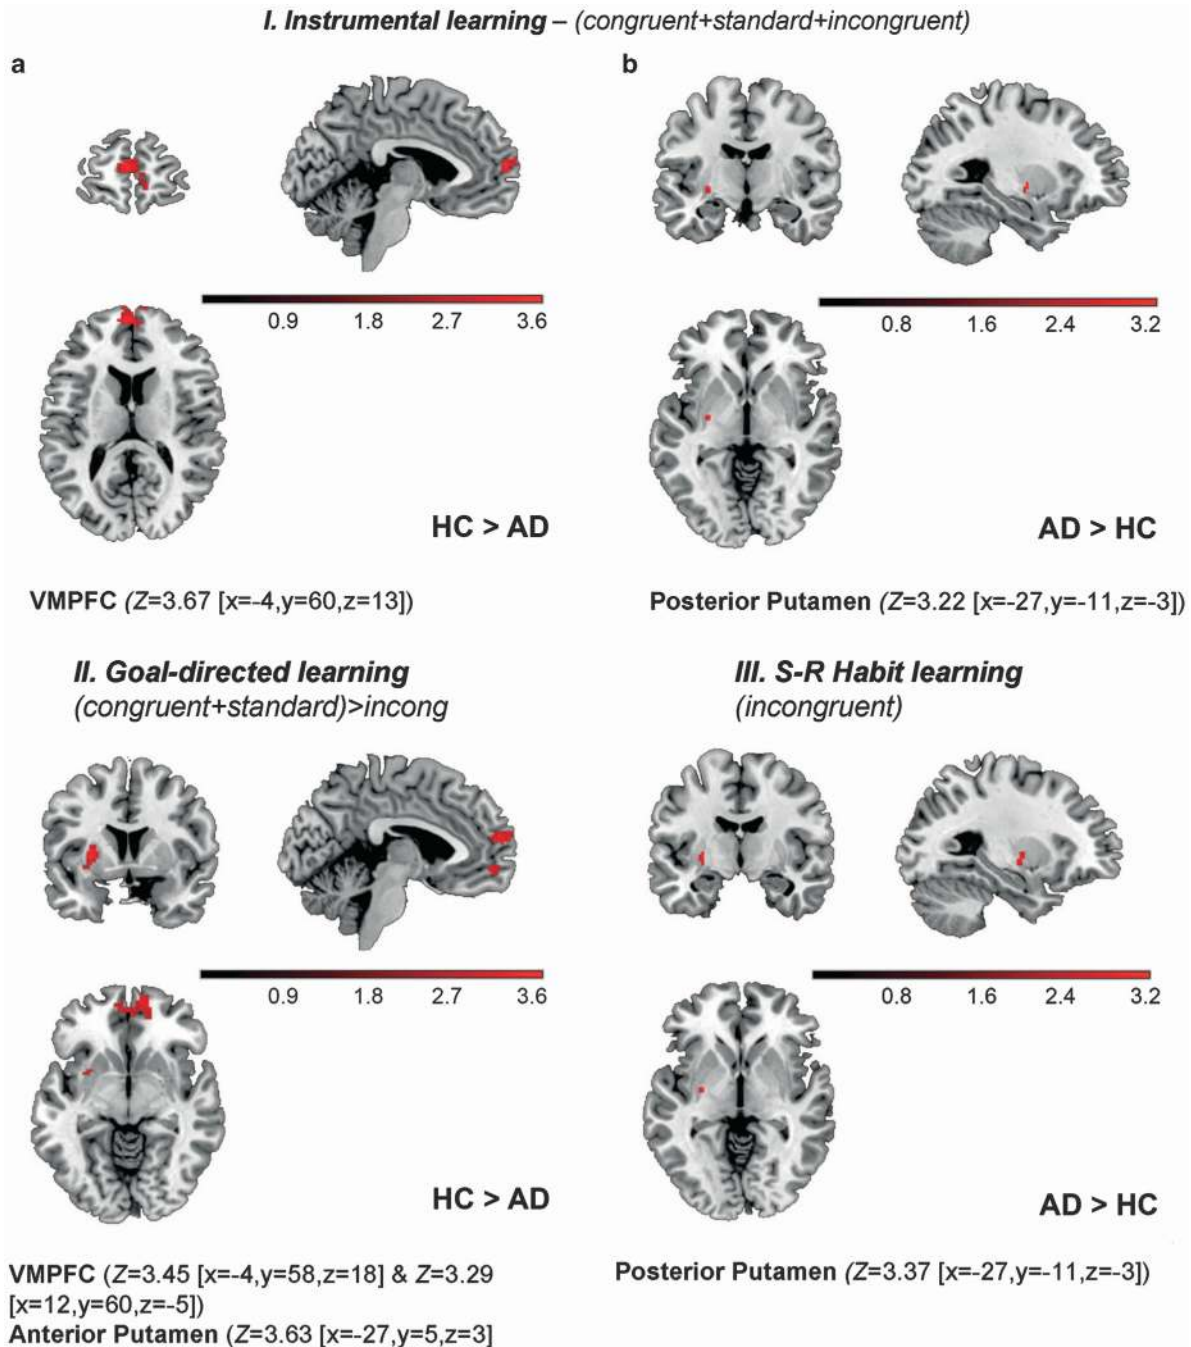 I. Instrumental learning – (congruent+standard+incongruent)
a
b
0.9 1.8 2.7 3.6
0.8 1.6 2.4 3.2
HC > AD
AD > HC
VMPFC (Z=3.67 [x=-4,y=60,z=13])
Posterior Putamen (Z=3.22 [x=-27,y=-11,z=-3])
II. Goal-directed learning
(congruent+standard)>incong
III. S-R Habit learning
(incongruent)
0.9 1.8 2.7 3.6
0.8 1.6 2.4 3.2
HC > AD
AD > HC
VMPFC (Z=3.45 [x=-4,y=58,z=18] & Z=3.29
[x=12,y=60,z=-5])
Anterior Putamen (Z=3.63 [x=-27,y=5,z=3]
Posterior Putamen (Z=3.37 [x=-27,y=-11,z=-3])